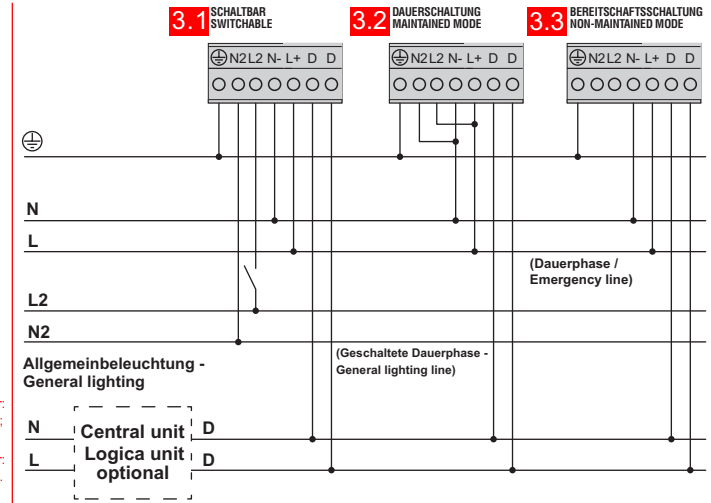 3.1 SCHALTBAR
SWITCHABLE
3.2 DAUERSCHALTUNG
MAINTAINED MODE
3.3 BEREITSCHAFTSSCHALTUNG
NON-MAINTAINED MODE
N2 L2 N- L+ D D
N2 L2 N- L+ D D
N2 L2 N- L+ D D
N
L
(Dauerphase /
Emergency line)
L2
N2
Allgemeinbeleuchtung -
General lighting
(Geschaltete Dauerphase -
General lighting line)
N
Central unit
D
L
Logica unit
D
optional